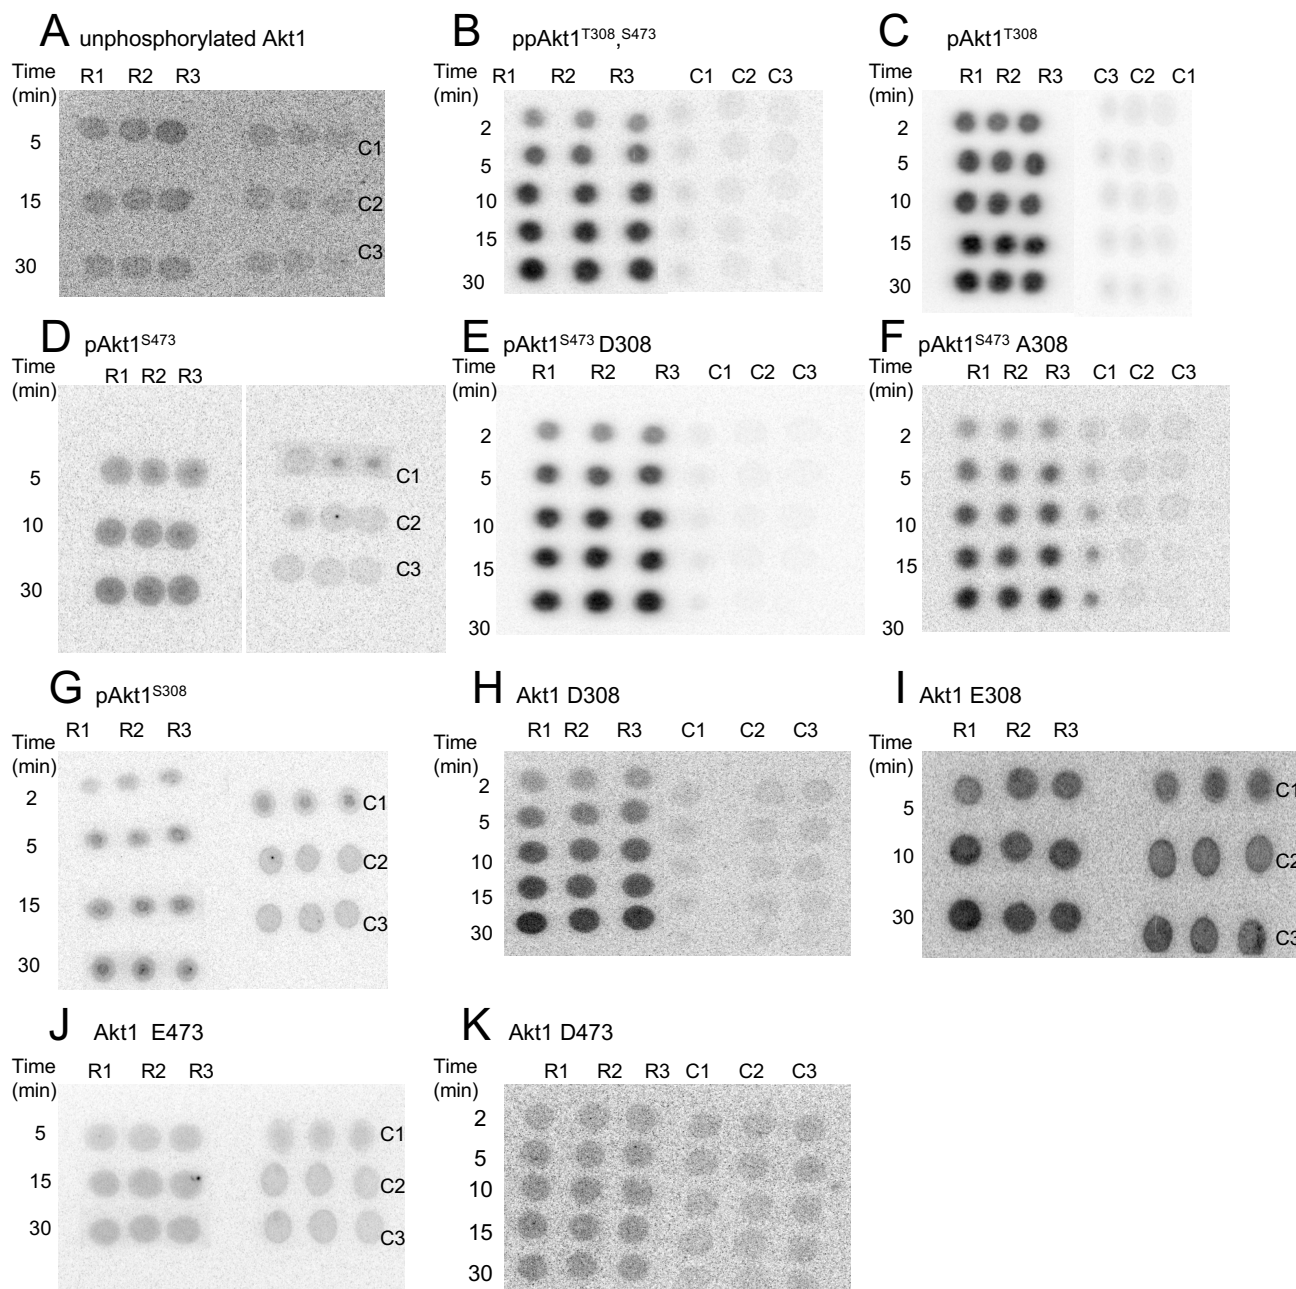 A unphosphorylated Akt1
Time
(min)
R1 R2 R3
5
15
30
C1
C2
C3
B ppAkt1T308,S473
Time
(min)
R1 R2 R3 C1 C2 C3
2
5
10
15
30
C pAkt1T308
Time
(min)
R1 R2 R3 C3 C2 C1
2
5
10
15
30
D pAkt1S473
Time
(min)
R1 R2 R3
5
10
30
C1
C2
C3
E pAkt1S473 D308
Time
(min)
R1 R2 R3 C1 C2 C3
2
5
10
15
30
F pAkt1S473 A308
Time
(min)
R1 R2 R3 C1 C2 C3
2
5
10
15
30
G pAkt1S308
R1 R2 R3
Time
(min)
2
5
15
30
C1
C2
C3
H Akt1 D308
R1 R2 R3 C1 C2 C3
Time
(min)
2
5
10
15
30
I Akt1 E308
R1 R2 R3
Time
(min)
5
10
30
C1
C2
C3
J Akt1 E473
Time
(min)
R1 R2 R3
5
15
30
C1
C2
C3
K Akt1 D473
Time
(min)
R1 R2 R3 C1 C2 C3
2
5
10
15
30